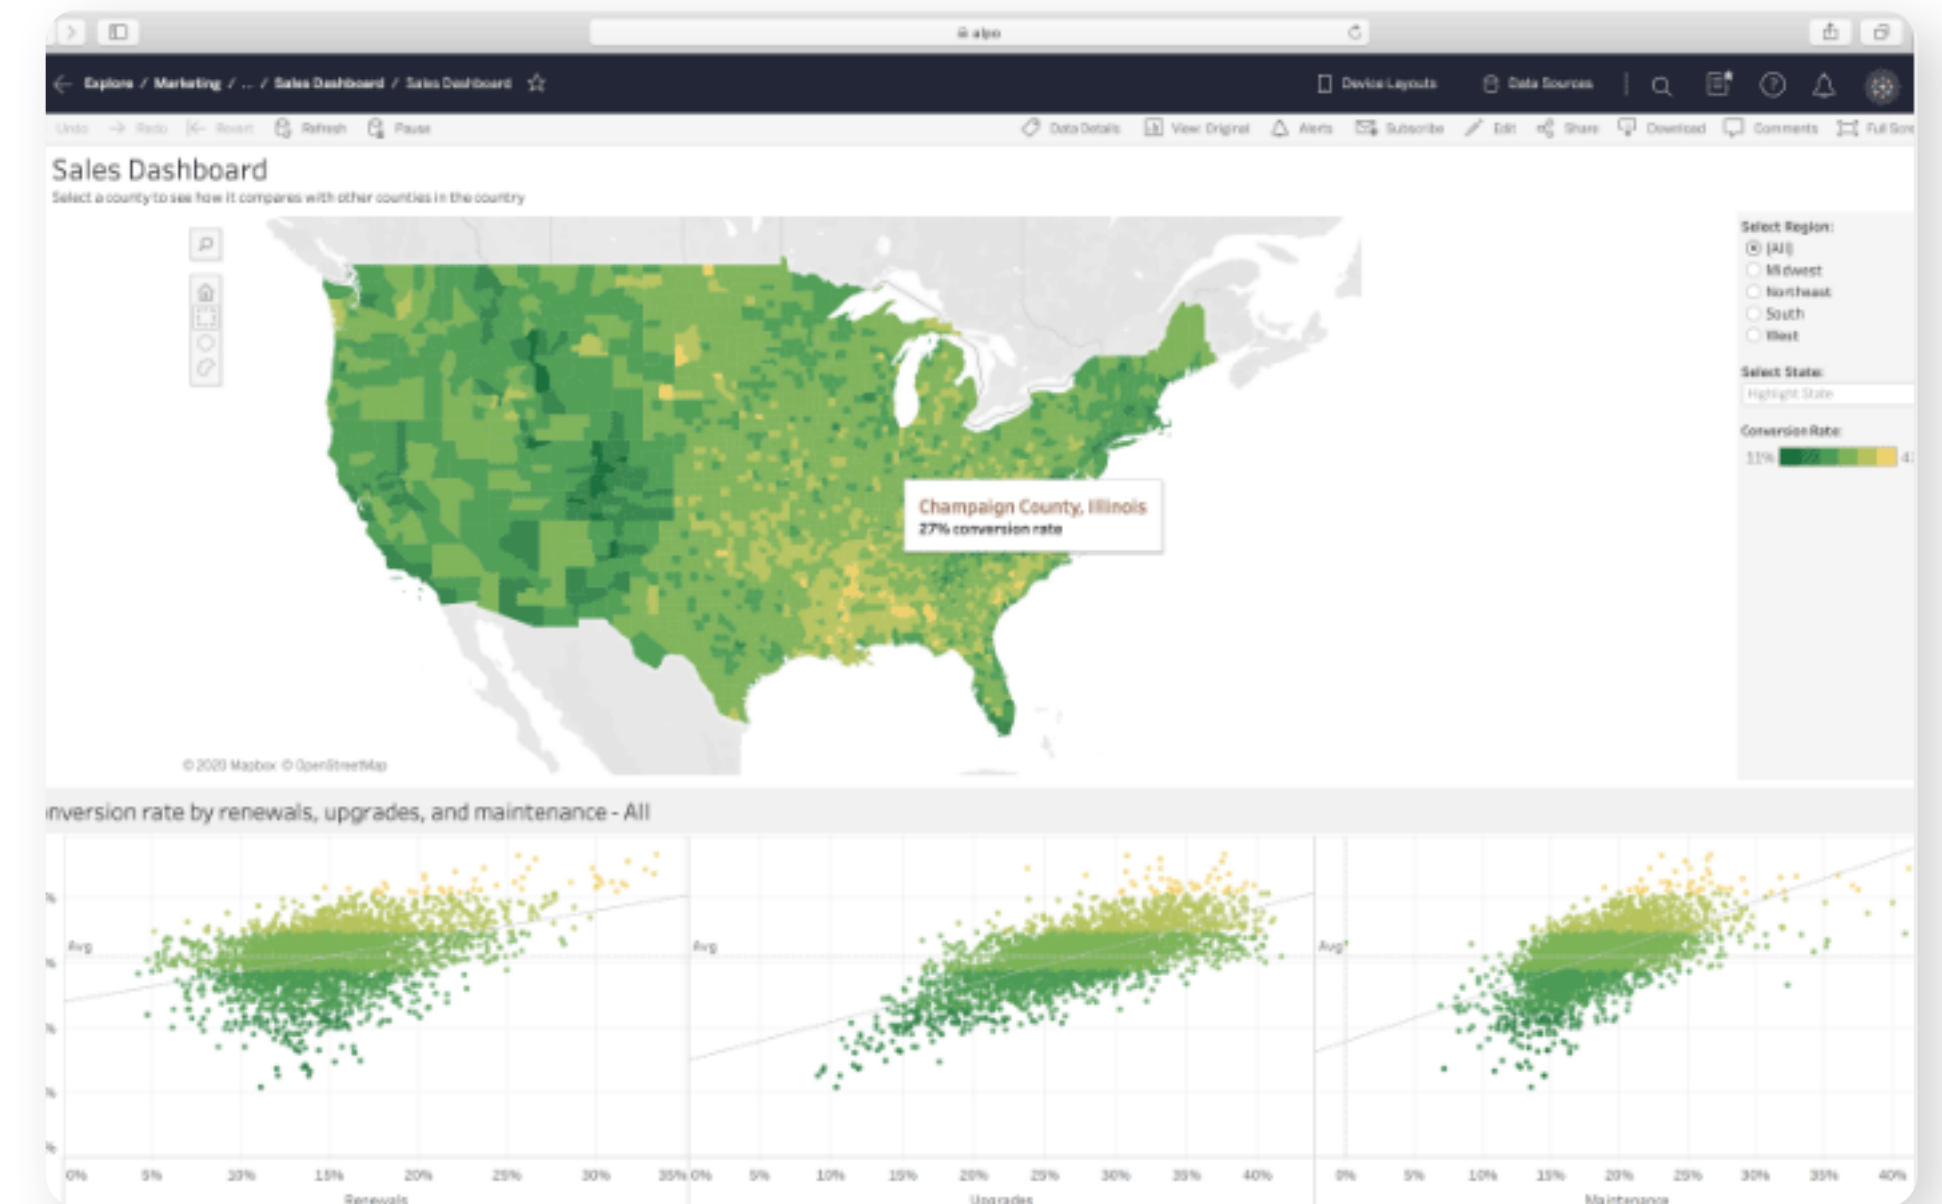 alpo
Explore / Marketing / ... / Sales Dashboard / Sales Dashboard
Device Layouts
Data Sources
Undo
Redo
Revert
Refresh
Pause
Data Details
View: Original
Alerts
Subscribe
Edit
Share
Download
Comments
Full Scre
Sales Dashboard
Select a county to see how it compares with other counties in the country
Select Region:
(All)
Midwest
Northeast
South
West
Select State:
Highlight State
Conversion Rate:
11%
Champaign County, Illinois
27% conversion rate
© 2020 Mapbox © OpenStreetMap
nversion rate by renewals, upgrades, and maintenance - All
Avg
Avg
Avg
0% 5% 10% 15% 20% 25% 30% 35%
0% 5% 10% 15% 20% 25% 30% 35% 40%
0% 5% 10% 15% 20% 25% 30% 35% 40%
Renewals
Upgrades
Maintenance